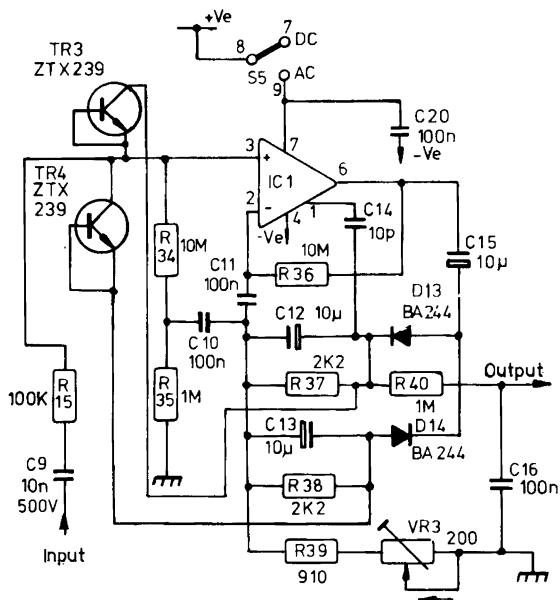 +Ve
7
DC
8
S5
AC
9
TR3
ZTX239
C20
100n
-Ve
3
+
7
IC1
6
2
-
4
1
-Ve
TR4
ZTX
239
C14
10p
R
34
10M
10M
R36
C15
10µ
C11
100n
C12
10µ
D13
BA244
C10
100n
2K2
R37
R40
1M
Output
R
35
1M
100K
R
15
C13
10µ
D14
BA244
C16
100n
R38
2K2
C9
10n
500V
VR3
200
R39
910
Input